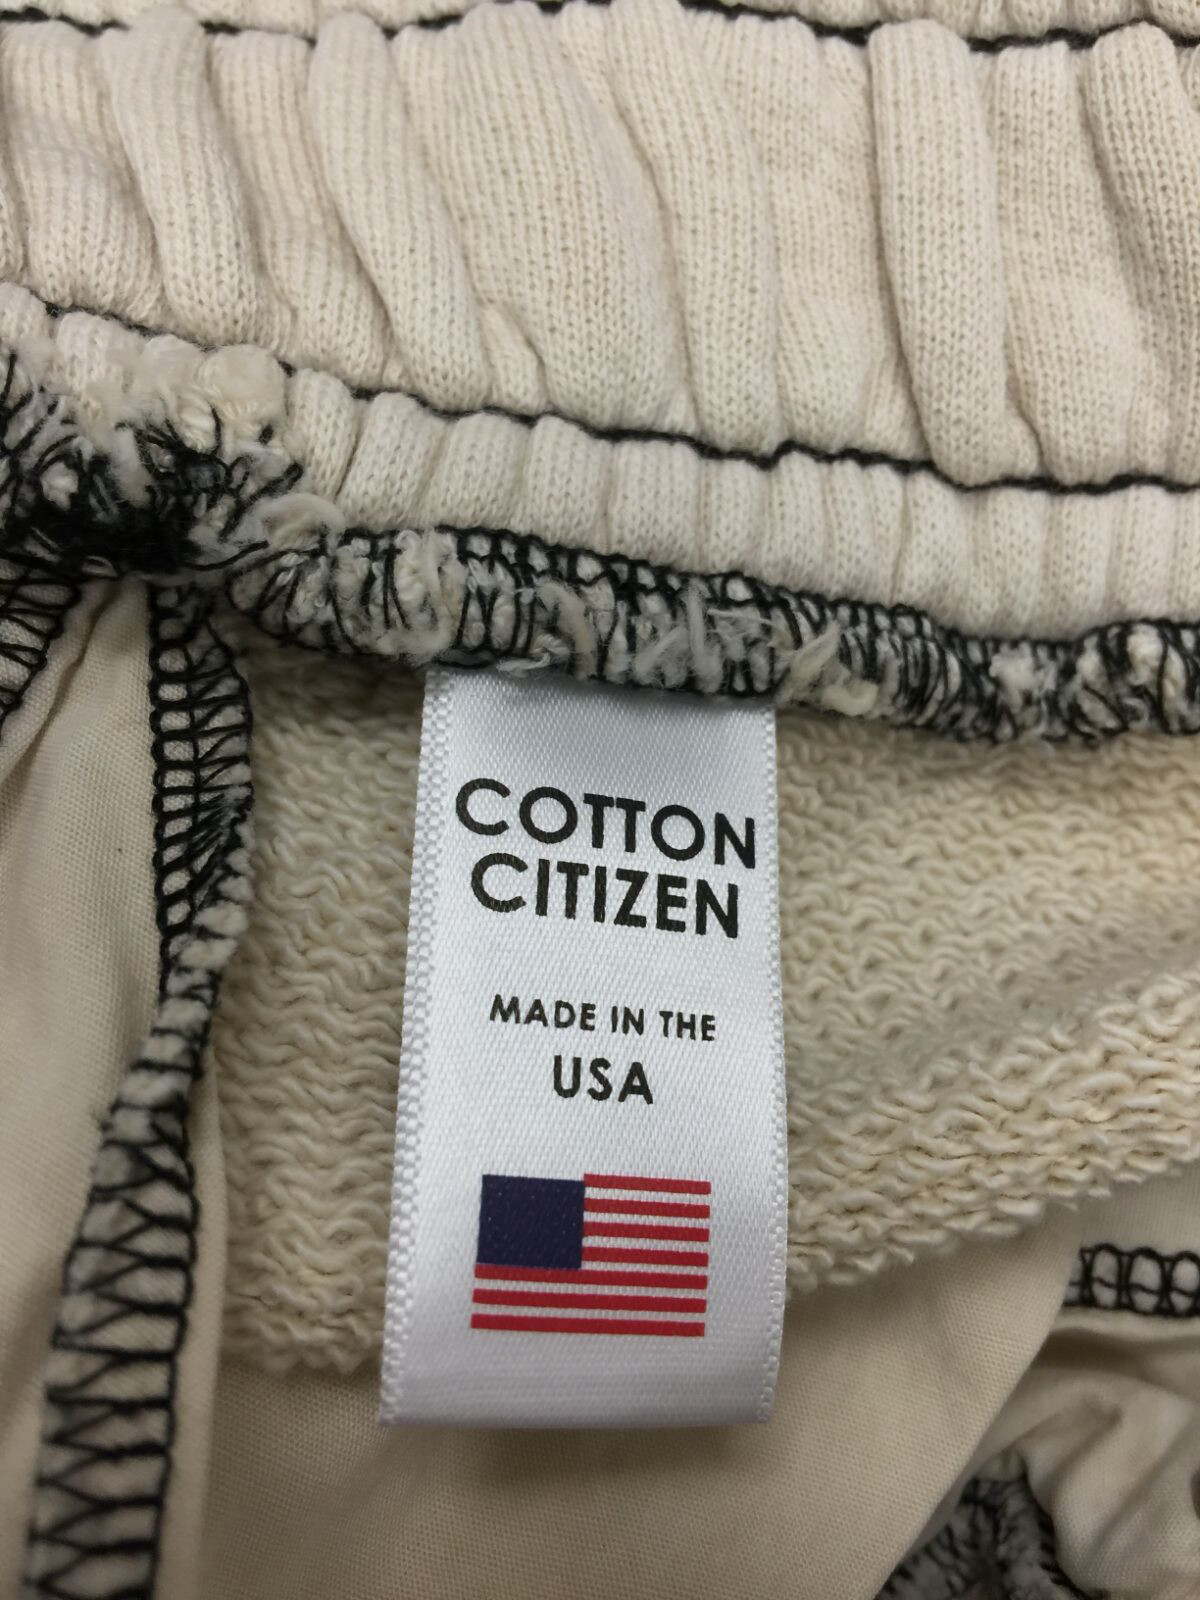 COTTON
CITIZEN
MADE IN THE
USA